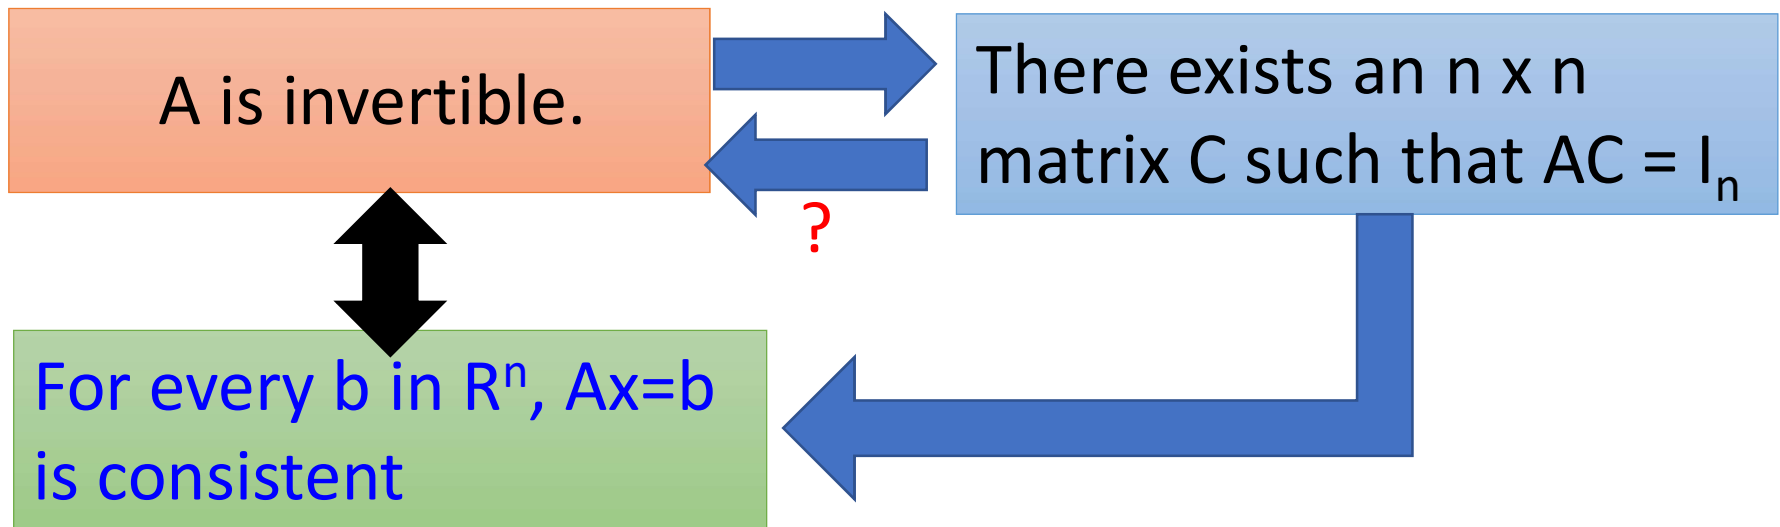 A is invertible.
There exists an n x n
matrix C such that AC = Iₙ
?
For every b in Rⁿ, Ax=b
is consistent